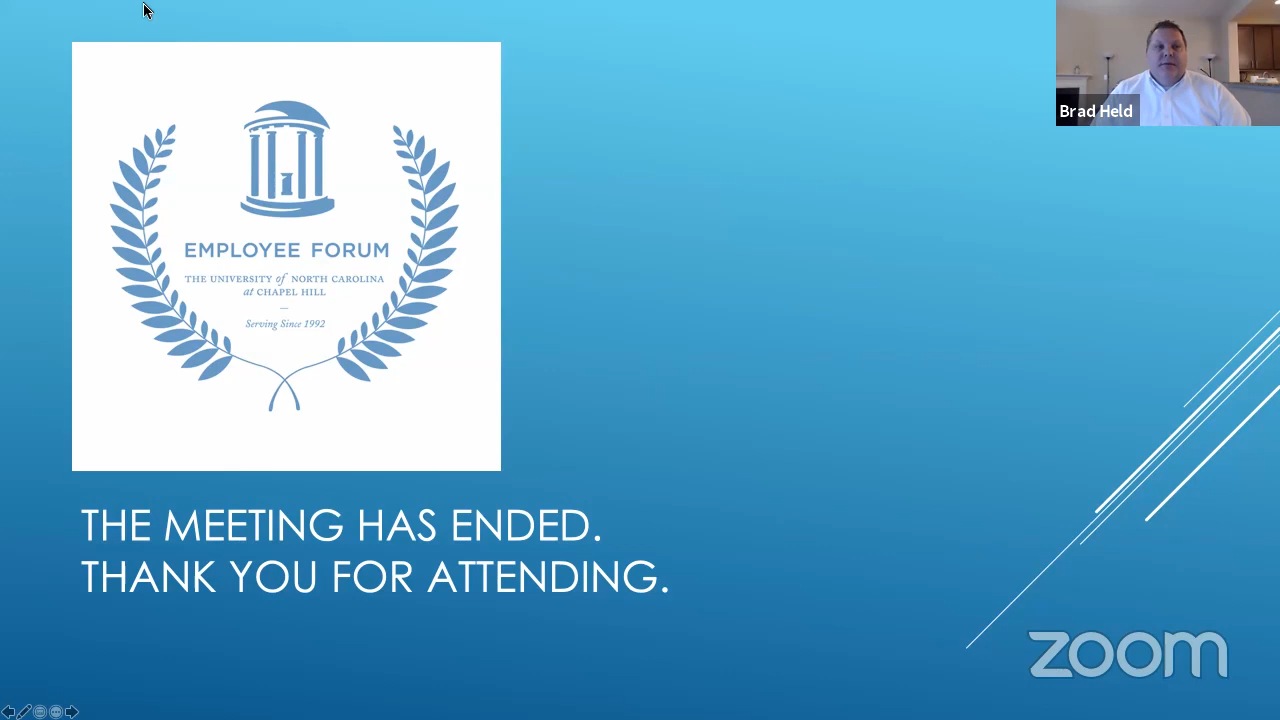 Brad Held
EMPLOYEE FORUM
THE UNIVERSITY of NORTH CAROLINA
at CHAPEL HILL
Serving Since 1992
THE MEETING HAS ENDED.
THANK YOU FOR ATTENDING.
zoom